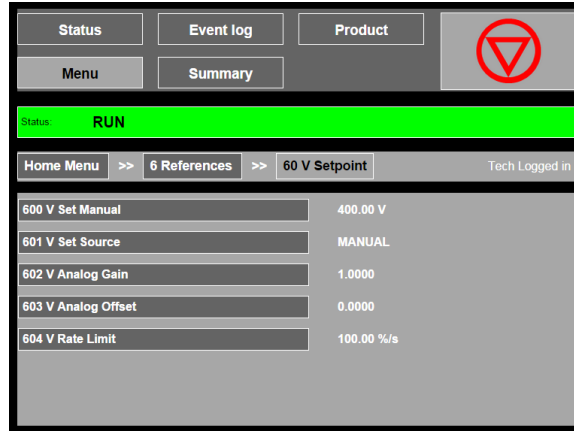 Status Event log Product
Menu Summary
Status: RUN
Home Menu >> 6 References >> 60 V Setpoint Tech Logged in
600 V Set Manual 400.00 V
601 V Set Source MANUAL
602 V Analog Gain 1.0000
603 V Analog Offset 0.0000
604 V Rate Limit 100.00 %/s